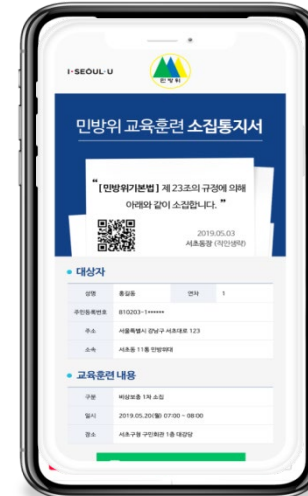 I·SEOUL·U
민방위
민방위 교육훈련 소집통지서
“[민방위기본법] 제 23조의 규정에 의해
아래와 같이 소집합니다.”
2019.05.03
서초동장 (직인생략)
대상자
성명 홍길동 연차 1
주민등록번호 810203-1******
주소 서울특별시 강남구 서초대로 123
소속 서초동 11통 민방위대
교육훈련 내용
구분 비상보충 1차 소집
일시 2019.05.20(월) 07:00 ~ 08:00
장소 서초구청 구민회관 1층 대강당